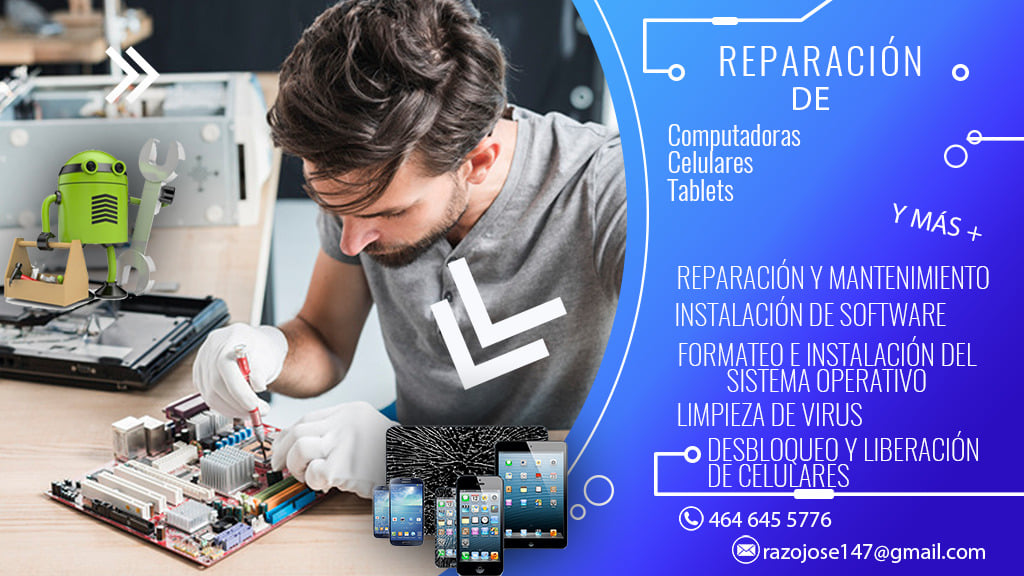 REPARACIÓN
DE
Computadoras
Celulares
Tablets
Y MÁS +
REPARACIÓN Y MANTENIMIENTO
INSTALACIÓN DE SOFTWARE
FORMATEO E INSTALACIÓN DEL
SISTEMA OPERATIVO
LIMPIEZA DE VIRUS
DESBLOQUEO Y LIBERACIÓN
DE CELULARES
464 645 5776
razojose147@gmail.com